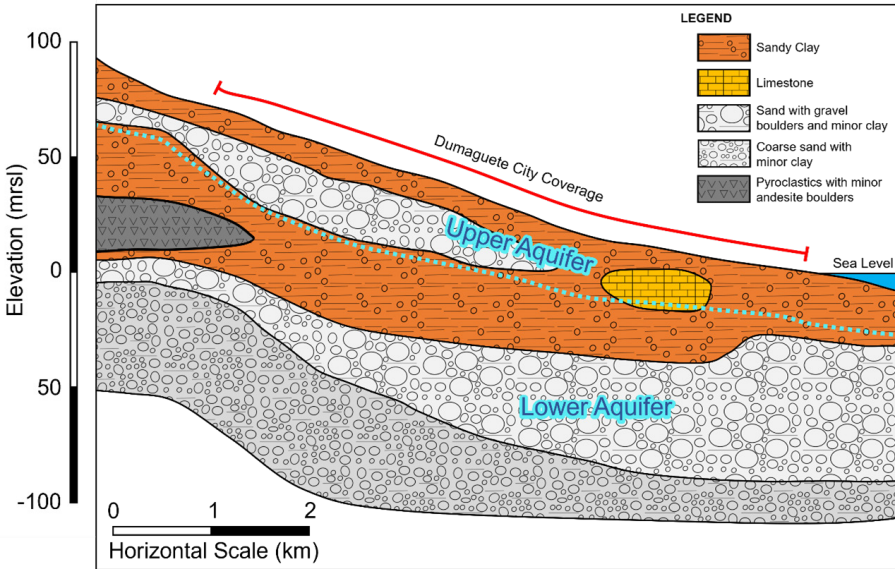 LEGEND
Sandy Clay
Limestone
Sand with gravel
boulders and minor clay
Coarse sand with
minor clay
Pyroclastics with minor
andesite boulders
Elevation (mrsl)
100
50
0
50
-100
Dumaguete City Coverage
Upper Aquifer
Sea Level
Lower Aquifer
0 1 2
Horizontal Scale (km)